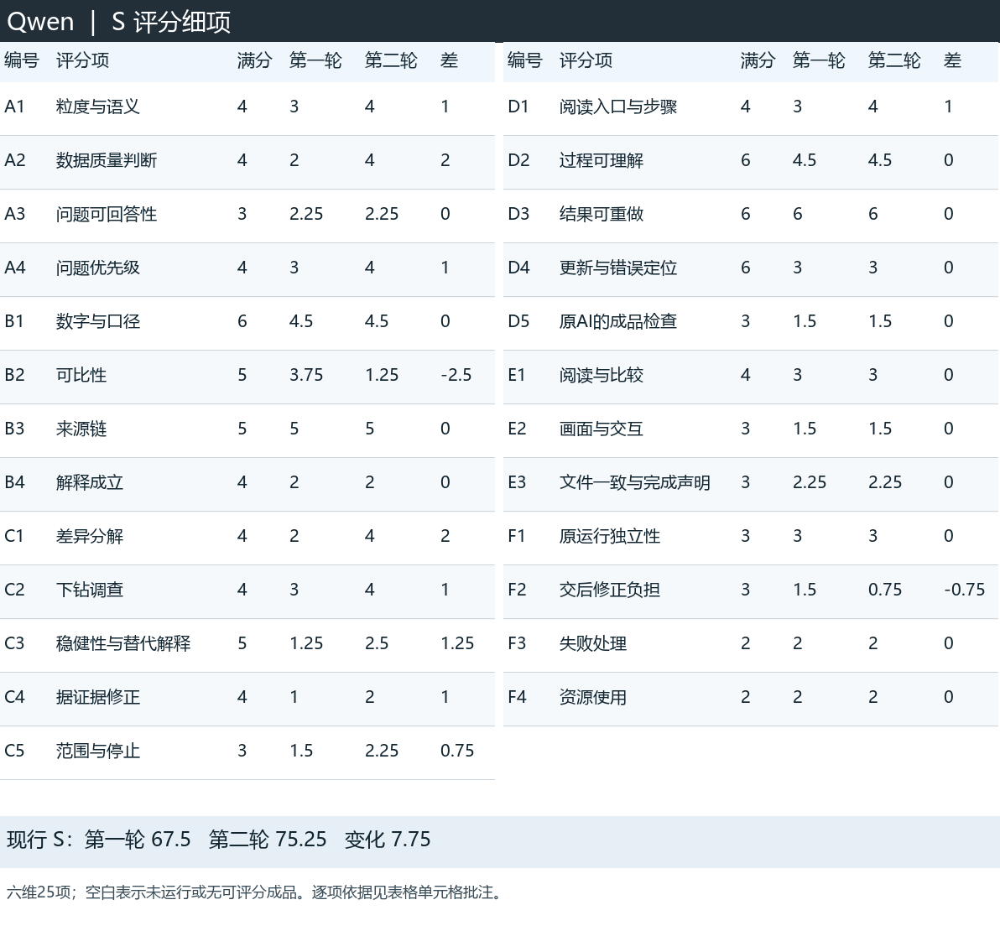 Qwen | S 评分细项
编号 评分项 满分 第一轮 第二轮 差
A1 粒度与语义 4 3 4 1
A2 数据质量判断 4 2 4 2
A3 问题可回答性 3 2.25 2.25 0
A4 问题优先级 4 3 4 1
B1 数字与口径 6 4.5 4.5 0
B2 可比性 5 3.75 1.25 -2.5
B3 来源链 5 5 5 0
B4 解释成立 4 2 2 0
C1 差异分解 4 2 4 2
C2 下钻调查 4 3 4 1
C3 稳健性与替代解释 5 1.25 2.5 1.25
C4 据证据修正 4 1 2 1
C5 范围与停止 3 1.5 2.25 0.75
编号 评分项 满分 第一轮 第二轮 差
D1 阅读入口与步骤 4 3 4 1
D2 过程可理解 6 4.5 4.5 0
D3 结果可重做 6 6 6 0
D4 更新与错误定位 6 3 3 0
D5 原AI的成品检查 3 1.5 1.5 0
E1 阅读与比较 4 3 3 0
E2 画面与交互 3 1.5 1.5 0
E3 文件一致与完成声明 3 2.25 2.25 0
F1 原运行独立性 3 3 3 0
F2 交后修正负担 3 1.5 0.75 -0.75
F3 失败处理 2 2 2 0
F4 资源使用 2 2 2 0
现行 S：第一轮 67.5 第二轮 75.25 变化 7.75
六维25项；空白表示未运行或无可评分成品。逐项依据见表格单元格批注。